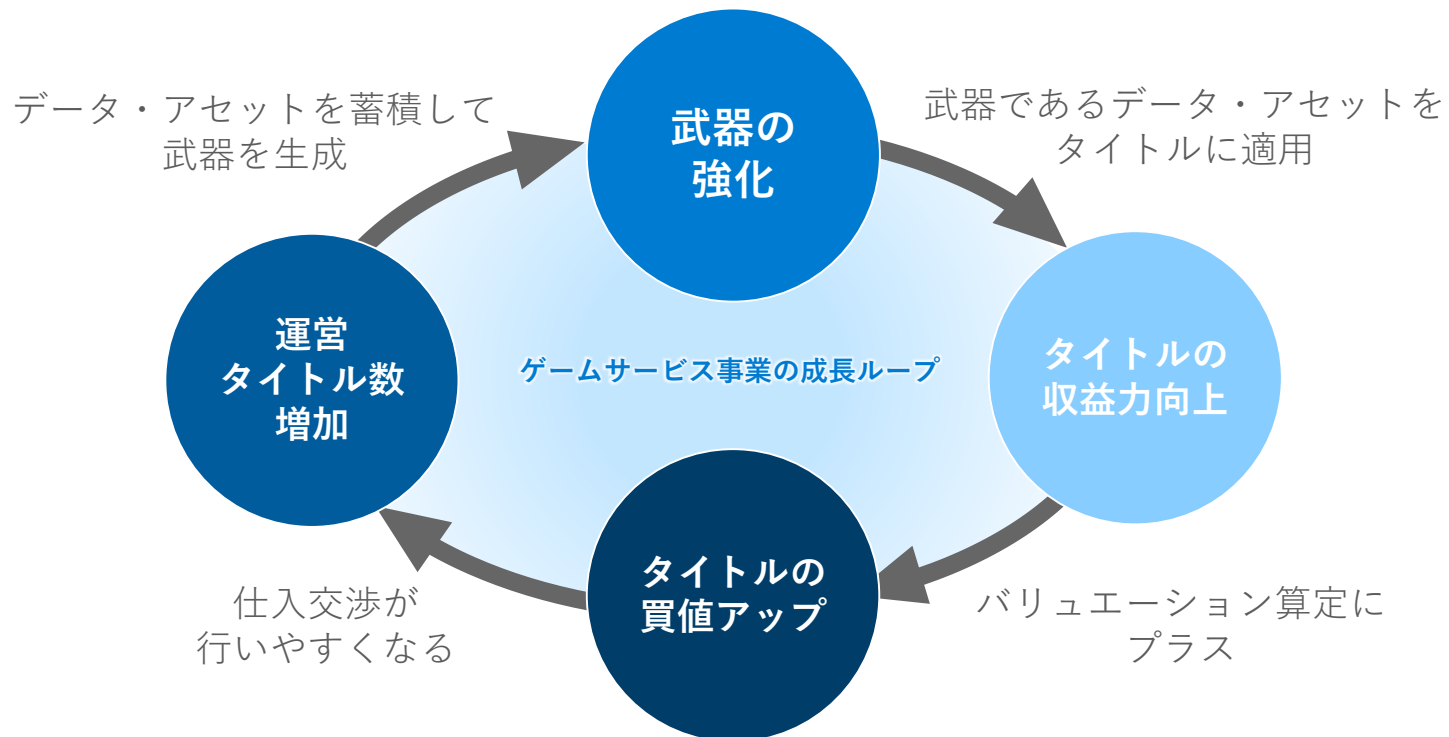 データ・アセットを蓄積して
武器を生成
武器の
強化
武器であるデータ・アセットを
タイトルに適用
運営
タイトル数
増加
ゲームサービス事業の成長ループ
タイトルの
収益力向上
タイトルの
買値アップ
仕入交渉が
行いやすくなる
バリュエーション算定に
プラス